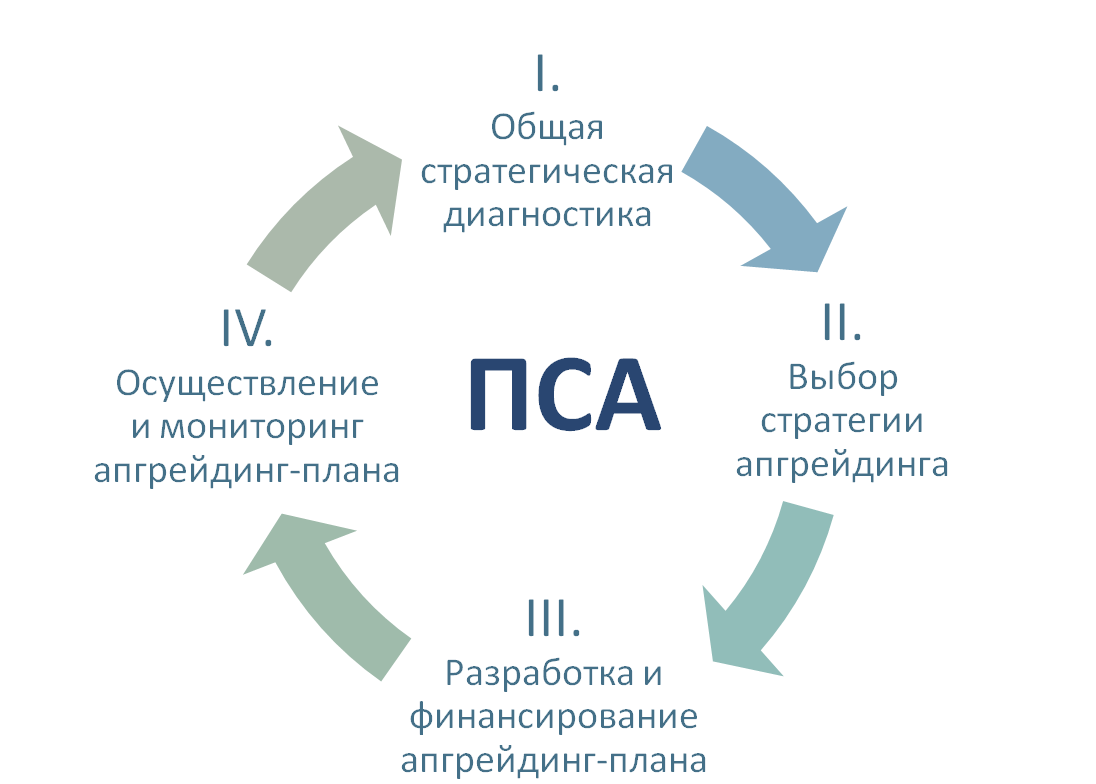 I.
Общая
стратегическая
диагностика
II.
Выбор
стратегии
апгрейдинга
III.
Разработка и
финансирование
апгрейдинг-плана
IV.
Осуществление
и мониторинг
апгрейдинг-плана
ПСА